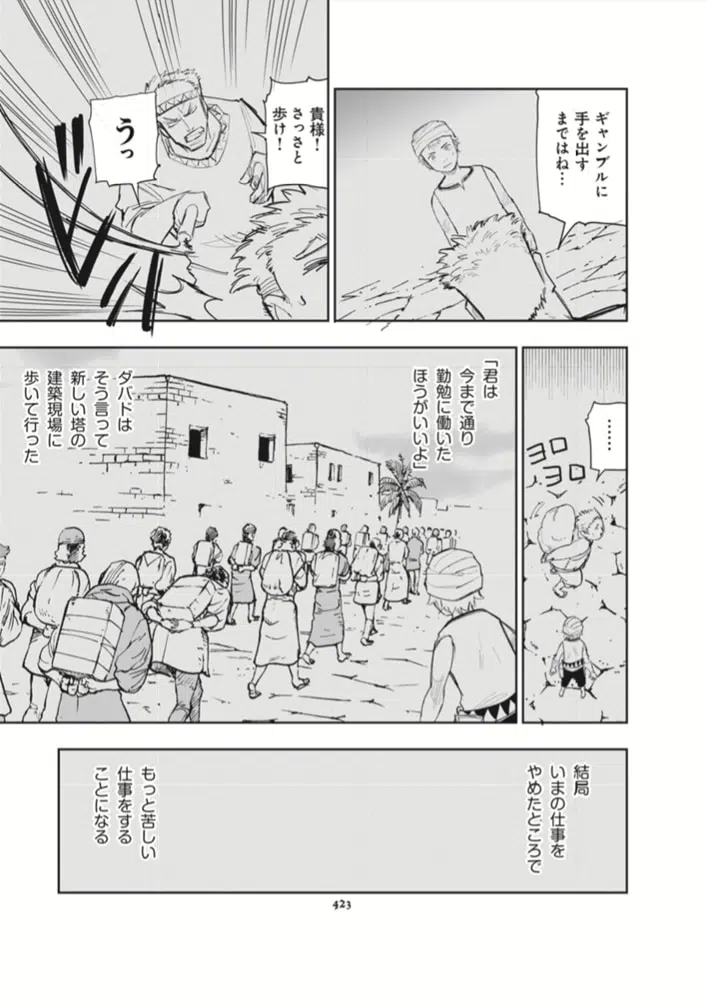 ギャンブルに
手を出す
まではね…
貴様！
さっさと
歩け！
うっ
ドッ
……
ヨロ
ヨロ
「君は
今まで通り
勤勉に働いた
ほうがいいよ」
ダバドは
そう言って
新しい塔の
建築現場に
歩いて行った
結局
いまの仕事を
やめたところで
もっと苦しい
仕事をする
ことになる
423